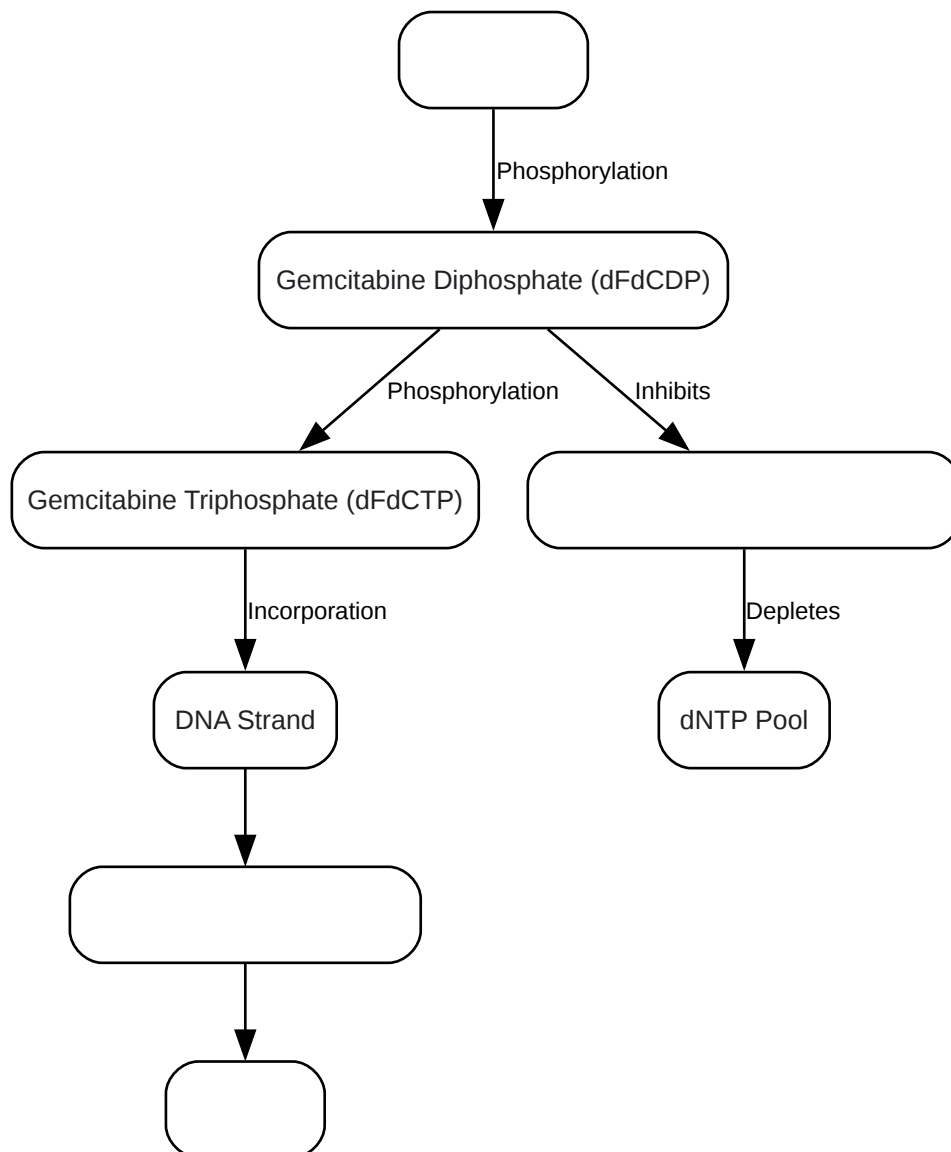 Phosphorylation
Gemcitabine Diphosphate (dFdCDP)
Phosphorylation
Inhibits
Gemcitabine Triphosphate (dFdCTP)
Incorporation
Depletes
DNA Strand
dNTP Pool